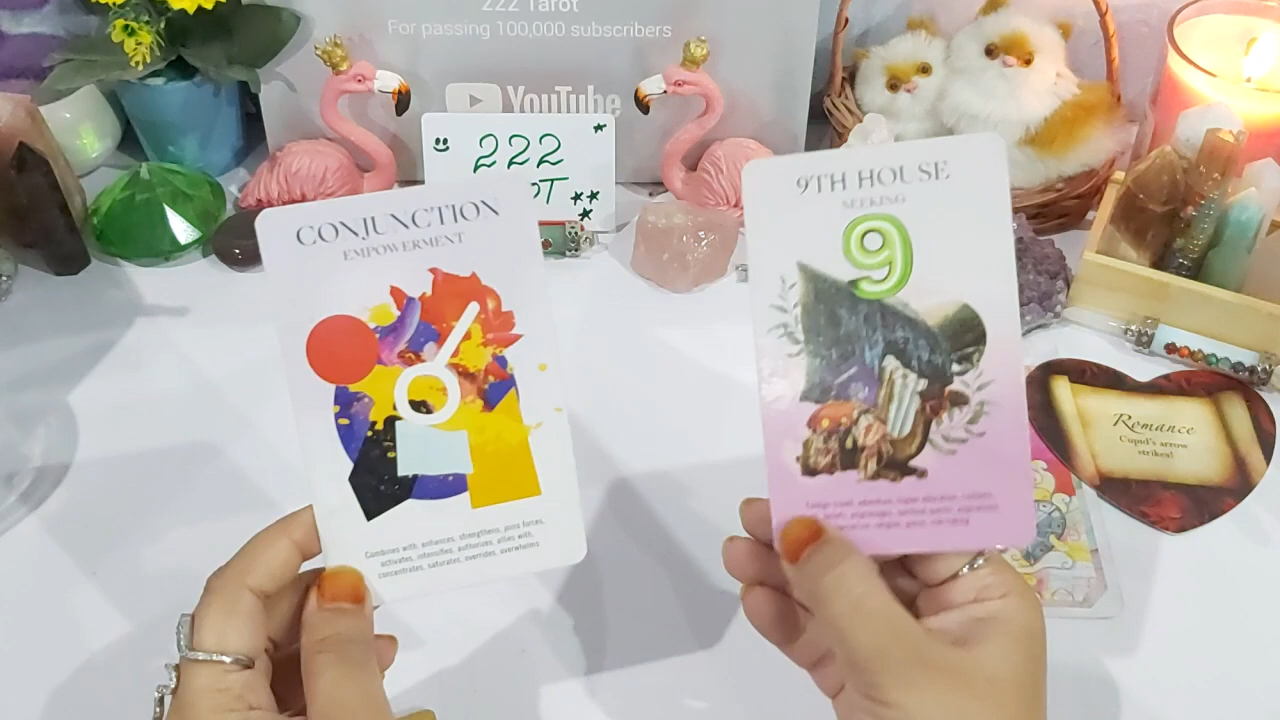 222 Tarot
For passing 100,000 subscribers
YouTube
222
OT
CONJUNCTION
EMPOWERMENT
Combines with, enhances, strengthens, joins forces,
activates, intensifies, authorizes, allies with,
concentrates, saturates, overrides, overwhelms
9TH HOUSE
SEEKING
9
Romance
Cupid's arrow
strikes!